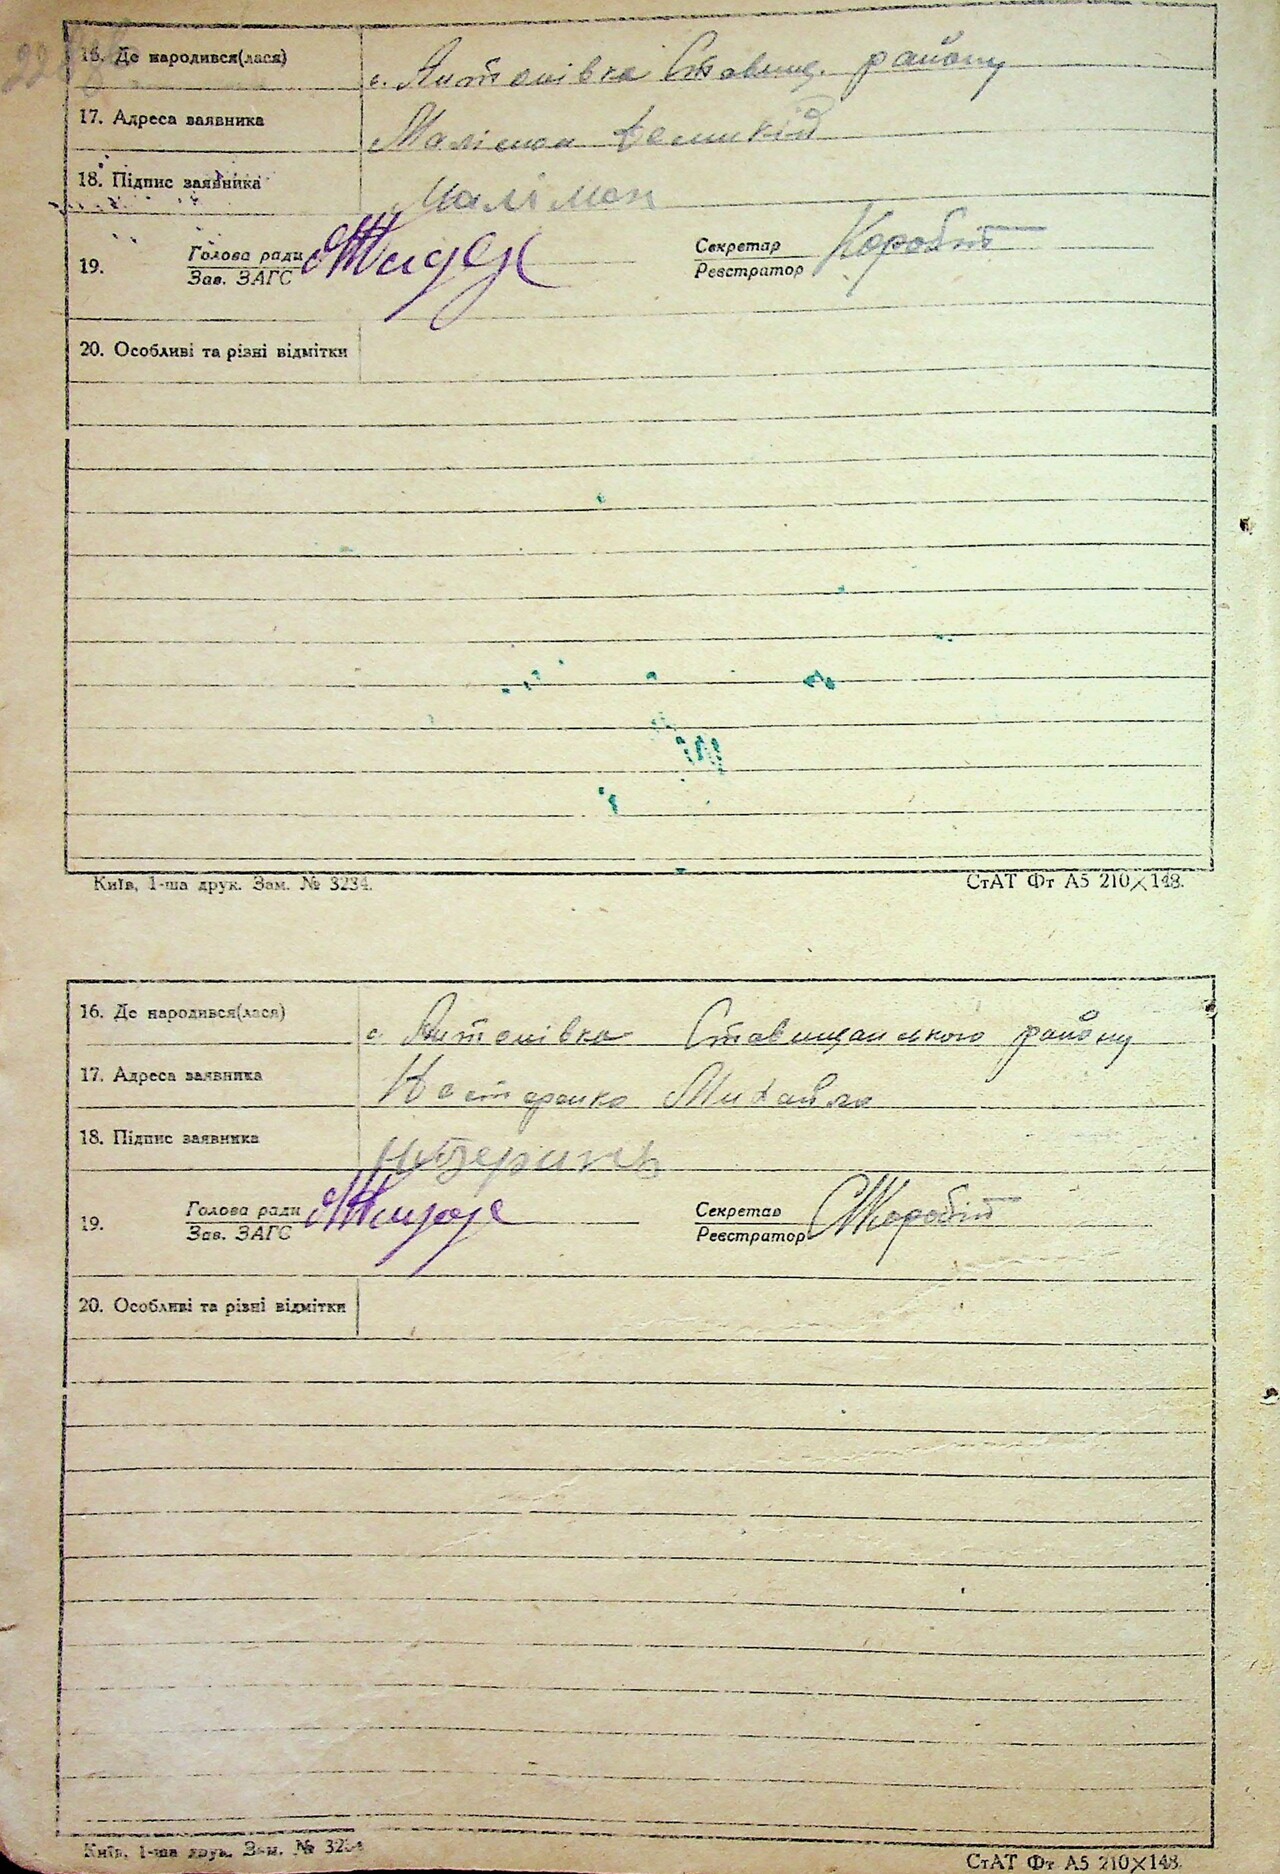 16. Де народився(лася) с. Антонівка Ставищ. району
17. Адреса заявника Малімон
18. Підпис заявника Малімон
19. Голова ради Секретар Коробіт
Зав. ЗАГС Реєстратор
20. Особливі та різні відмітки
Київ, 1-ша друк. Зам. № 3234. СтАТ Фт А5 210×148.
16. Де народився(лася) с. Антонівка Ставищанського району
17. Адреса заявника Нестеренко Михайло
18. Підпис заявника
19. Голова ради Секретар Коробіт
Зав. ЗАГС Реєстратор
20. Особливі та різні відмітки
Київ, 1-ша друк. Зам. № 3234 СтАТ Фт А5 210×148.